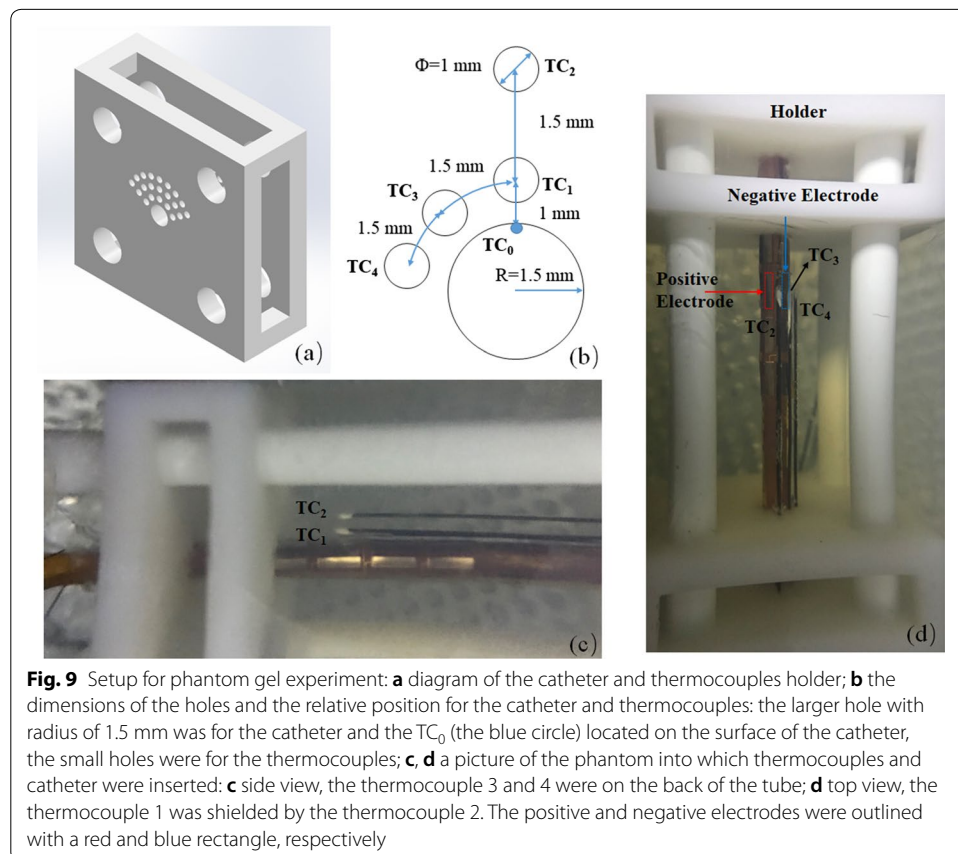 (a)
(b)
Φ=1 mm
TC₂
1.5 mm
1.5 mm
TC₃
TC₁
1.5 mm
1 mm
TC₄
TC₀
R=1.5 mm
Holder
Negative Electrode
TC₃
Positive
Electrode
TC₄
TC₂
(d)
TC₂
TC₁
(c)
Fig. 9 Setup for phantom gel experiment: a diagram of the catheter and thermocouples holder; b the
dimensions of the holes and the relative position for the catheter and thermocouples: the larger hole with
radius of 1.5 mm was for the catheter and the TC₀ (the blue circle) located on the surface of the catheter,
the small holes were for the thermocouples; c, d a picture of the phantom into which thermocouples and
catheter were inserted: c side view, the thermocouple 3 and 4 were on the back of the tube; d top view, the
thermocouple 1 was shielded by the thermocouple 2. The positive and negative electrodes were outlined
with a red and blue rectangle, respectively